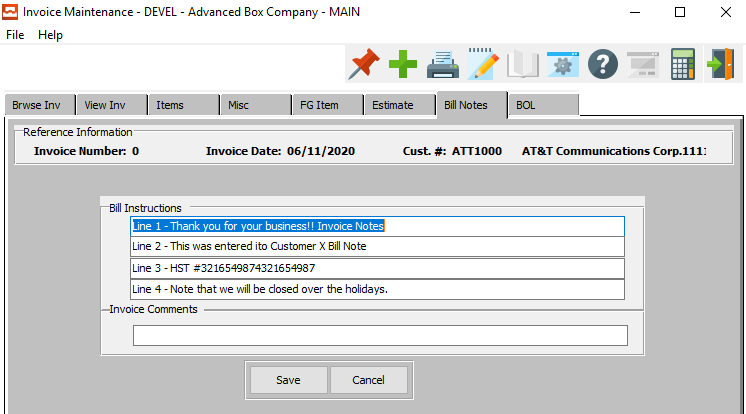 Invoice Maintenance - DEVEL - Advanced Box Company - MAIN
File Help
Brwse Inv View Inv Items Misc FG Item Estimate Bill Notes BOL
Reference Information
Invoice Number: 0 Invoice Date: 06/11/2020 Cust. #: ATT1000 AT&T Communications Corp.1111
Bill Instructions
Line 1 - Thank you for your business!! Invoice Notes
Line 2 - This was entered ito Customer X Bill Note
Line 3 - HST #3216549874321654987
Line 4 - Note that we will be closed over the holidays.
Invoice Comments
Save Cancel